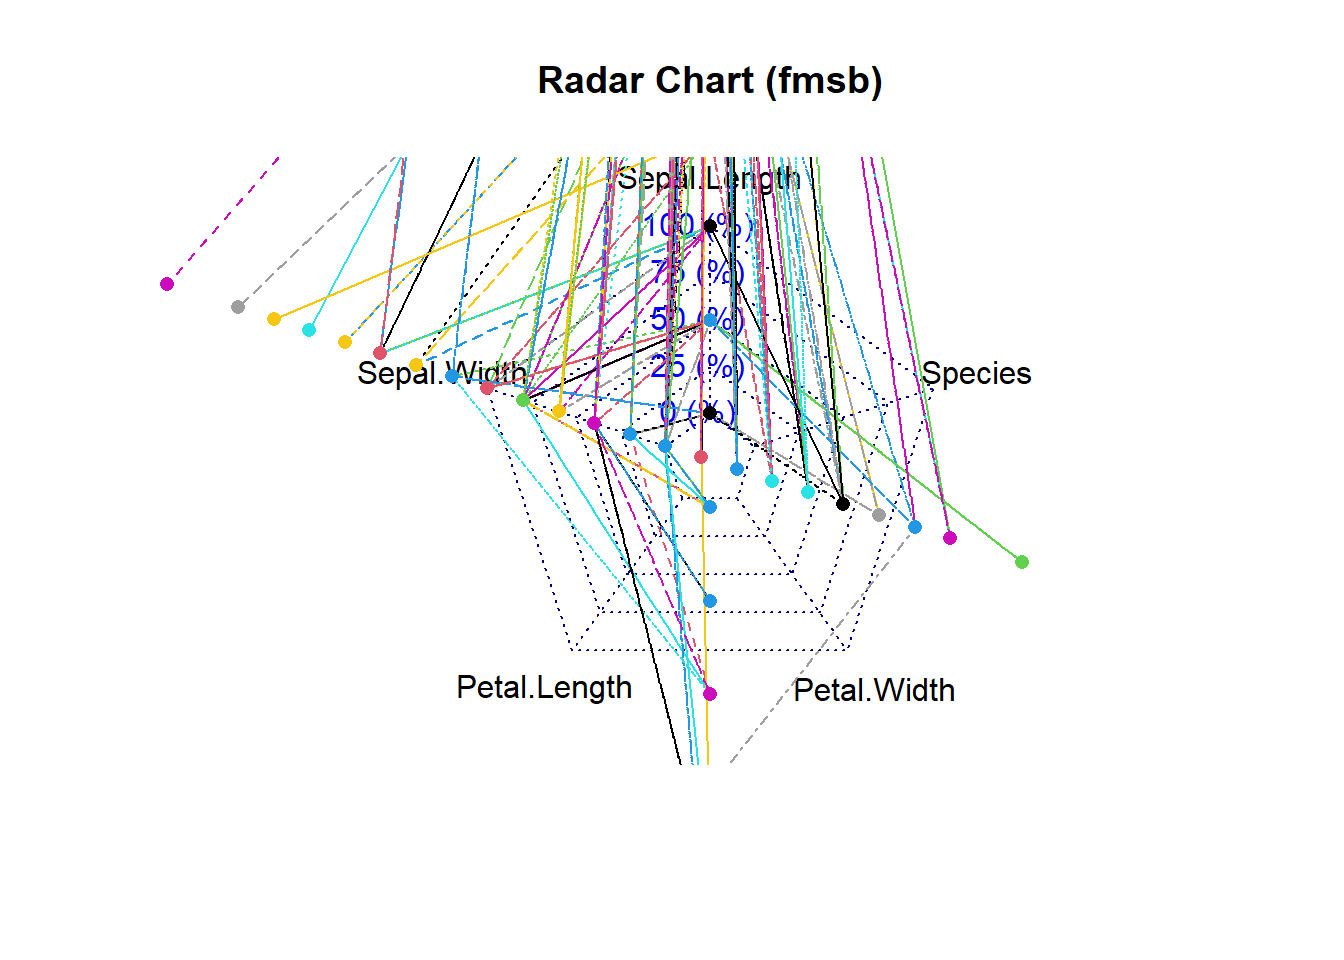 Radar Chart (fmsb)
Sepal.Length
100 (%)
75 (%)
50 (%)
25 (%)
0 (%)
Sepal.Width
Species
Petal.Length
Petal.Width